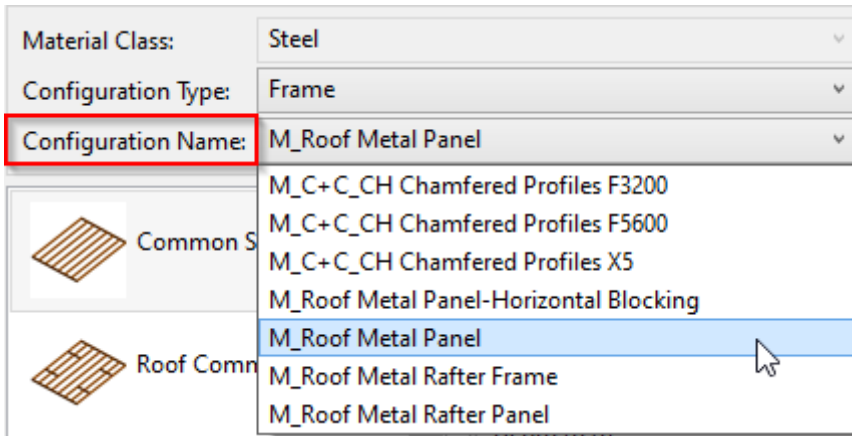 Material Class: Steel
Configuration Type: Frame
Configuration Name: M_Roof Metal Panel
M_C+C_CH Chamfered Profiles F3200
M_C+C_CH Chamfered Profiles F5600
Common S
M_C+C_CH Chamfered Profiles X5
M_Roof Metal Panel-Horizontal Blocking
M_Roof Metal Panel
Roof Comm
M_Roof Metal Rafter Frame
M_Roof Metal Rafter Panel